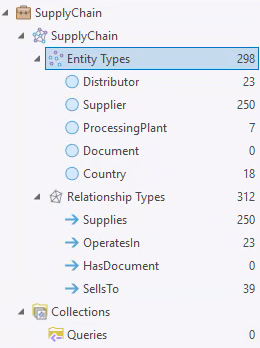 SupplyChain
SupplyChain
Entity Types 298
Distributor 23
Supplier 250
ProcessingPlant 7
Document 0
Country 18
Relationship Types 312
Supplies 250
OperatesIn 23
HasDocument 0
SellsTo 39
Collections
Queries 0